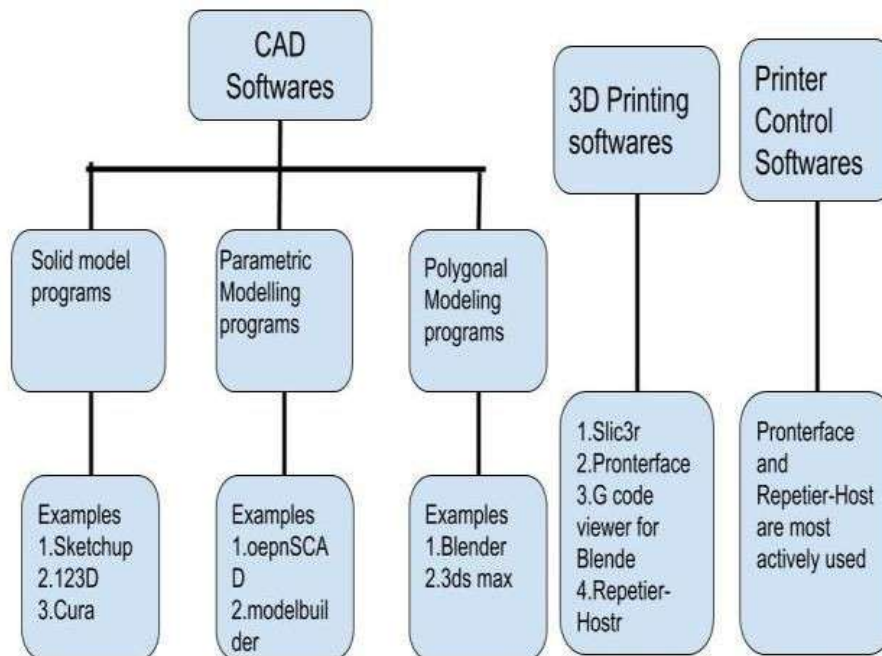 CAD
Softwares
3D Printing
softwares
Printer
Control
Softwares
Solid model
programs
Parametric
Modelling
programs
Polygonal
Modeling
programs
Examples
1.Sketchup
2.123D
3.Cura
Examples
1.oepnSCA
D
2.modelbuil
der
Examples
1.Blender
2.3ds max
1.Slic3r
2.Pronterface
3.G code
viewer for
Blende
4.Repetier-
Hostr
Pronterface
and
Repetier-Host
are most
actively used